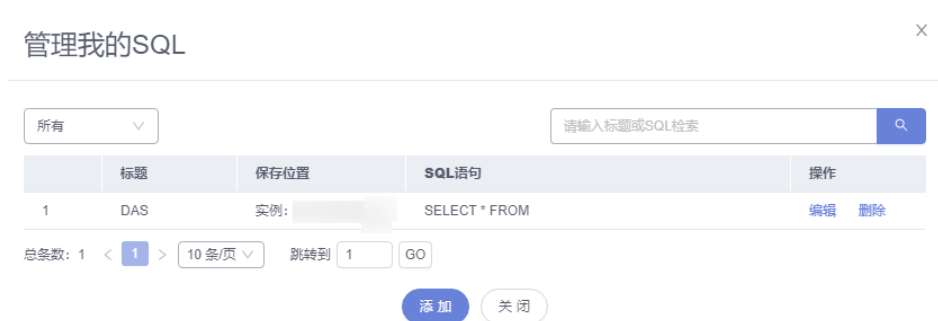 管理我的SQL
所有
请输入标题或SQL检索
标题 保存位置 SQL语句 操作
1 DAS 实例: SELECT * FROM 编辑 删除
总条数: 1 < 1 > 10 条/页 跳转到 1 GO
添加 关闭